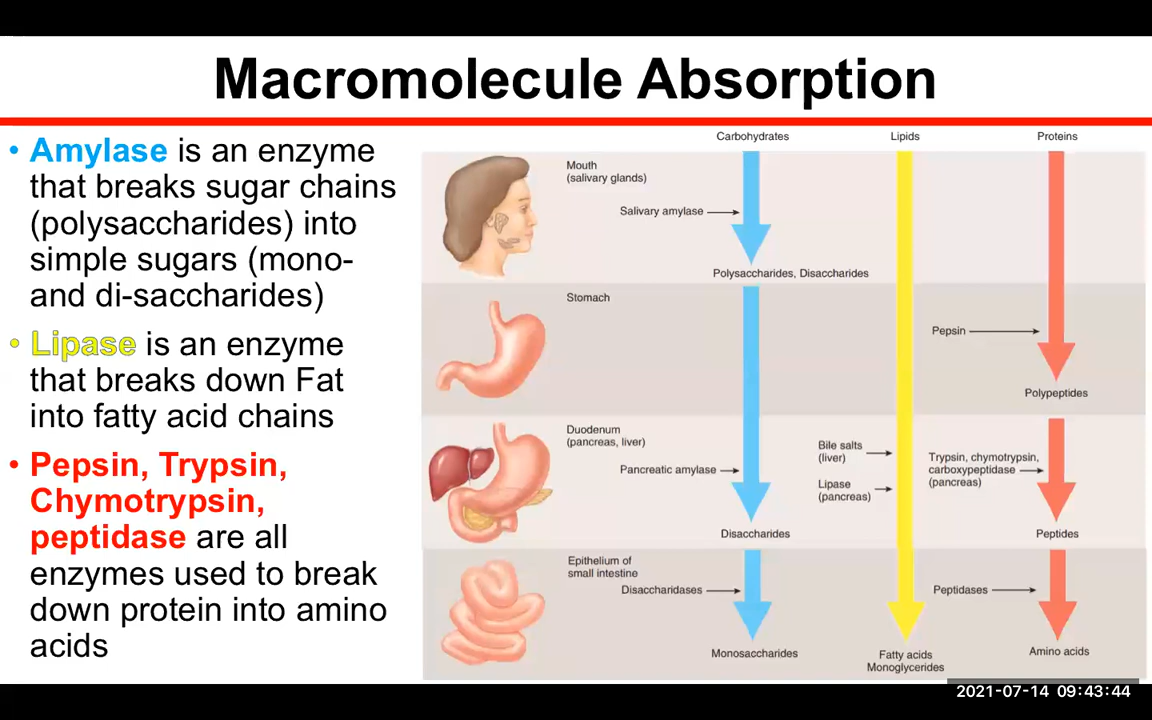 Macromolecule Absorption
• Amylase is an enzyme
that breaks sugar chains
(polysaccharides) into
simple sugars (mono-
and di-saccharides)
• Lipase is an enzyme
that breaks down Fat
into fatty acid chains
• Pepsin, Trypsin,
Chymotrypsin,
peptidase are all
enzymes used to break
down protein into amino
acids
Carbohydrates
Lipids
Proteins
Mouth
(salivary glands)
Salivary amylase
Polysaccharides, Disaccharides
Stomach
Pepsin
Polypeptides
Duodenum
(pancreas, liver)
Pancreatic amylase
Bile salts
(liver)
Lipase
(pancreas)
Trypsin, chymotrypsin,
carboxypeptidase
(pancreas)
Disaccharides
Peptides
Epithelium of
small intestine
Disaccharidases
Peptidases
Monosaccharides
Fatty acids
Monoglycerides
Amino acids
2021-07-14 09:43:44